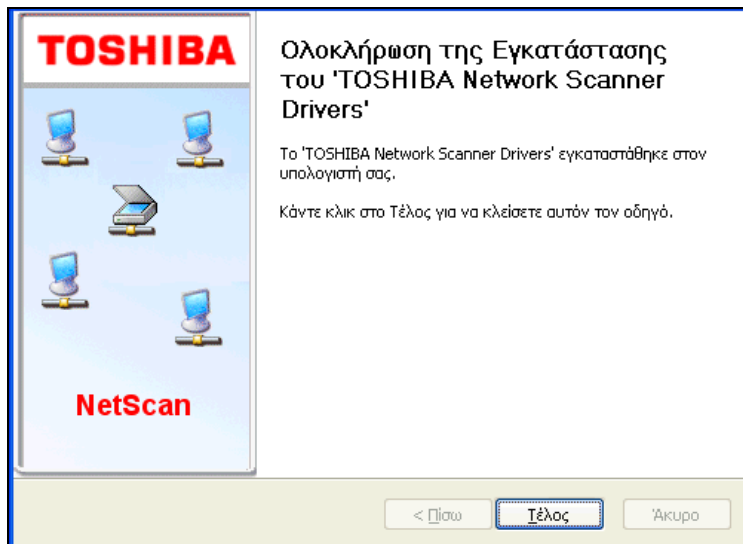 TOSHIBA
NetScan
Ολοκλήρωση της Εγκατάστασης
του 'TOSHIBA Network Scanner
Drivers'
Το 'TOSHIBA Network Scanner Drivers' εγκαταστάθηκε στον
υπολογιστή σας.
Κάντε κλικ στο Τέλος για να κλείσετε αυτόν τον οδηγό.
< Πίσω
Τέλος
Άκυρο